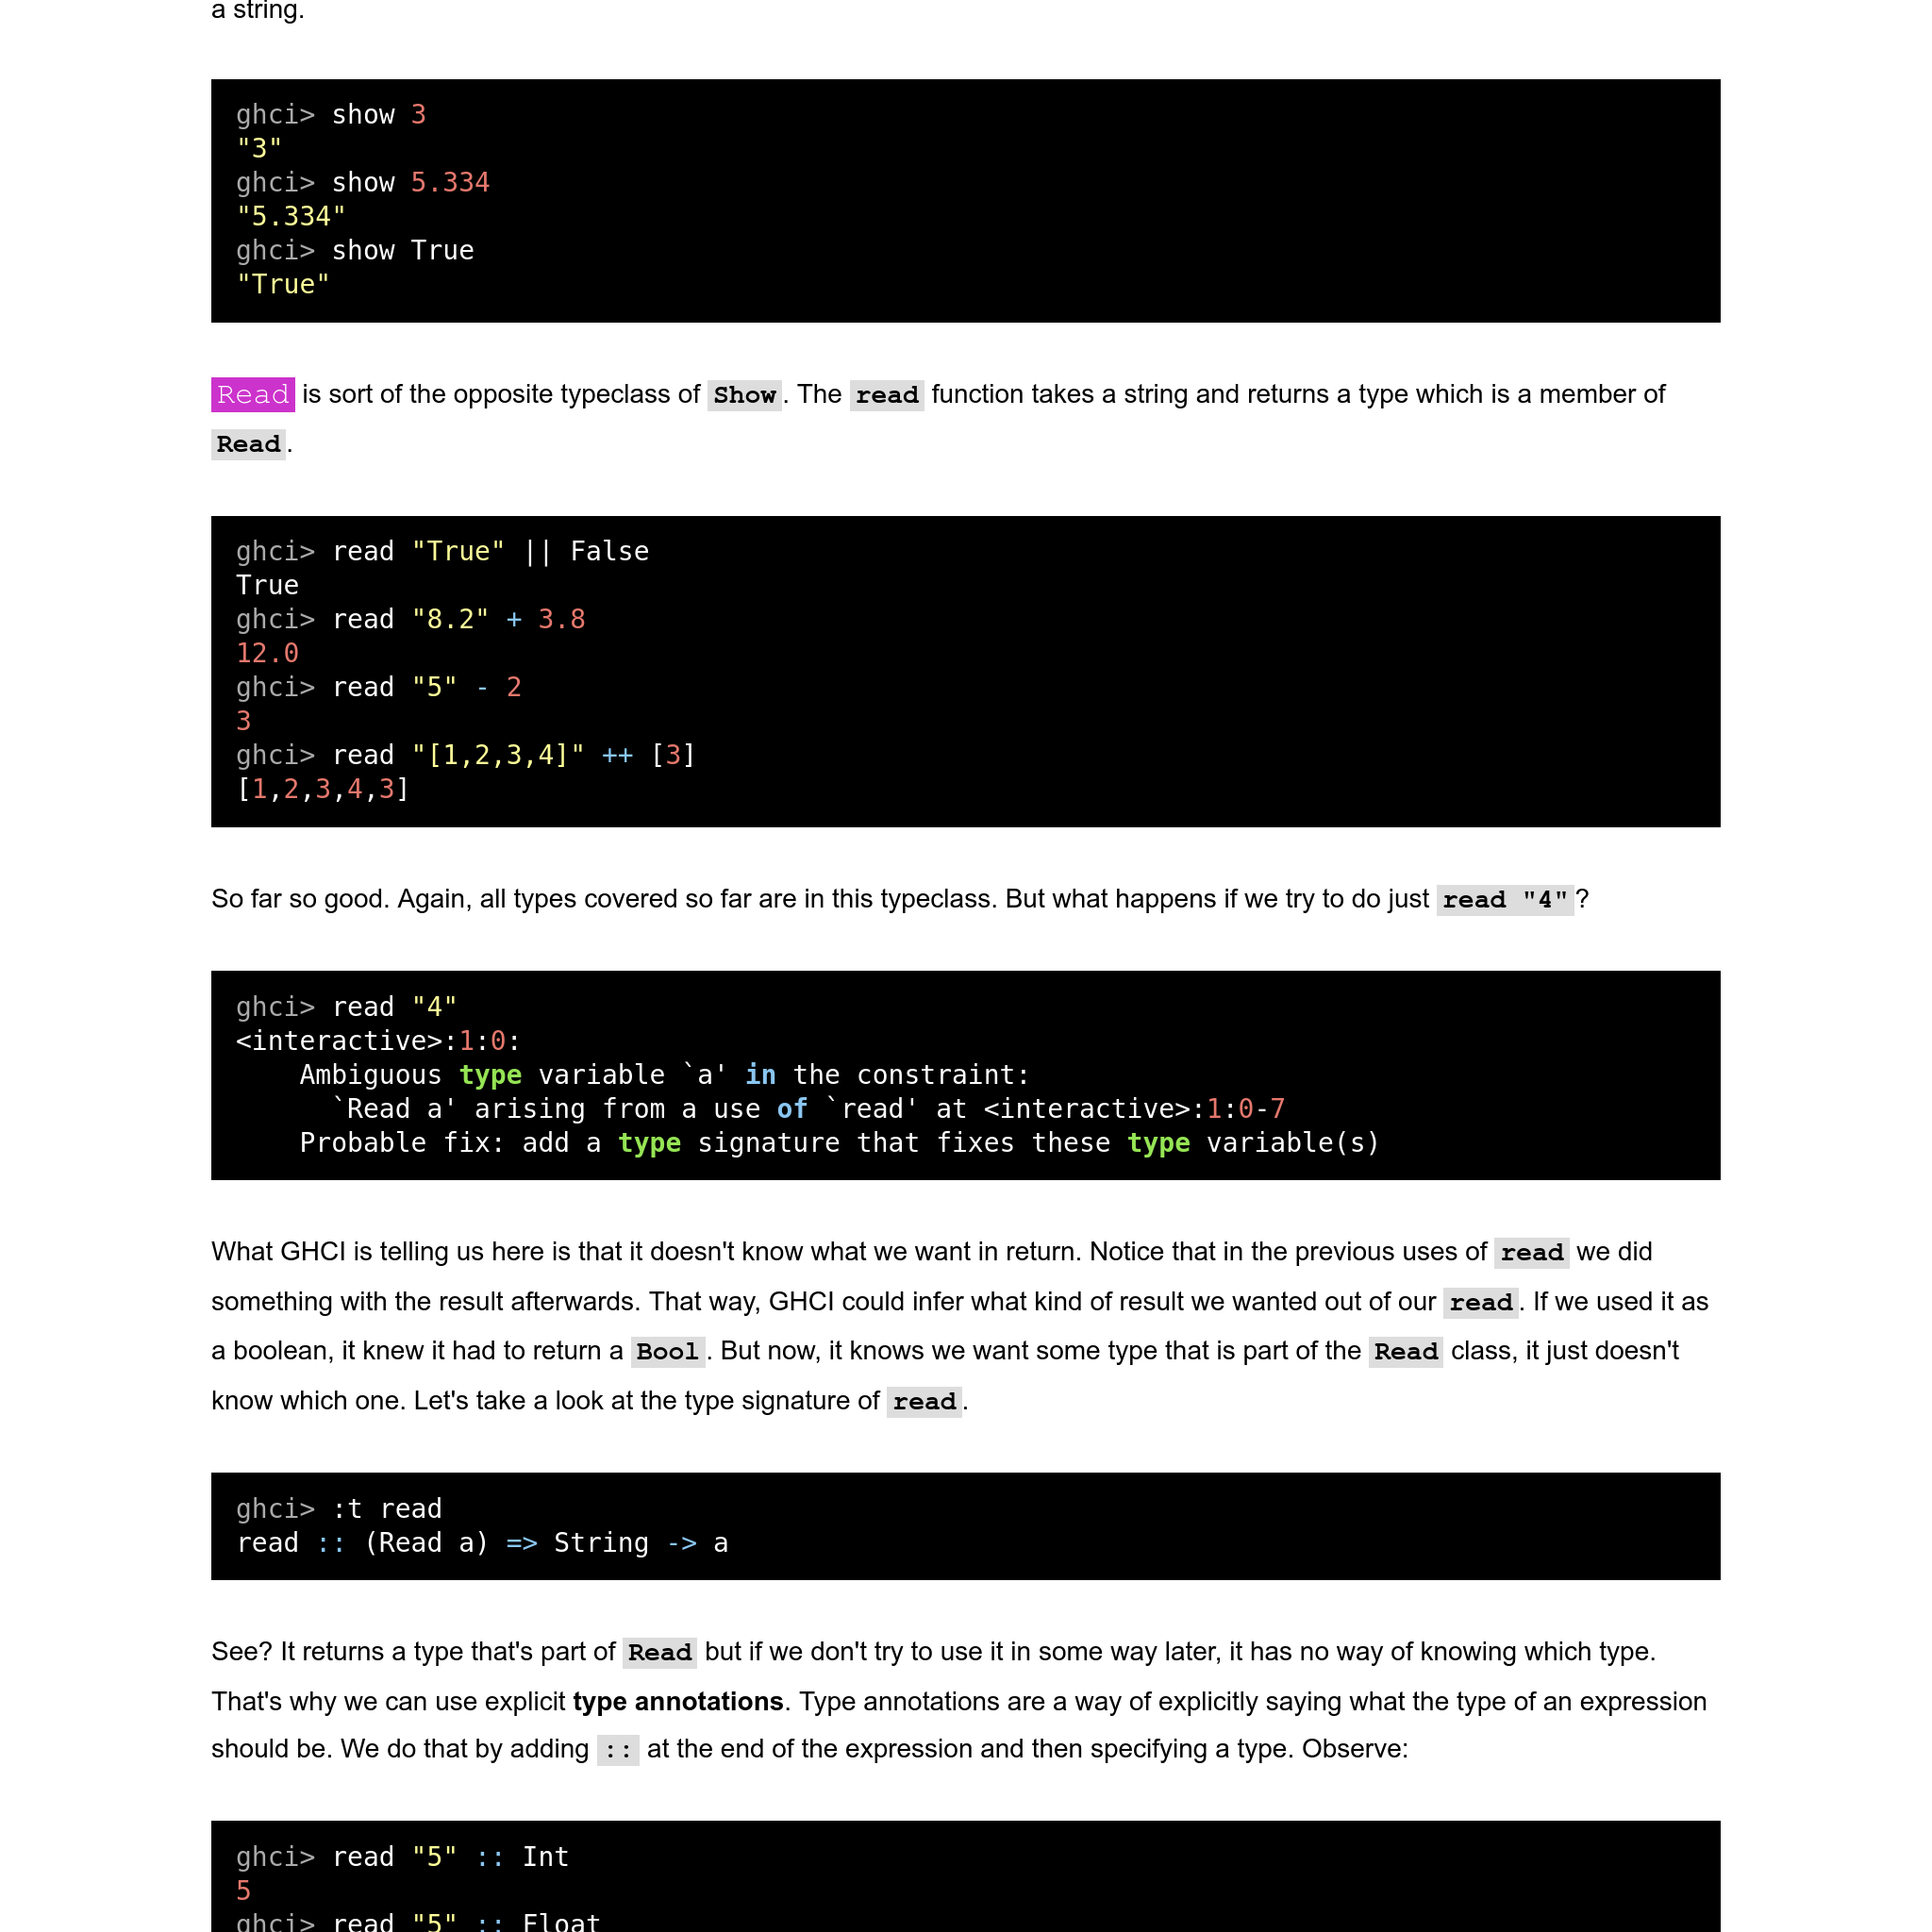 a string.
ghci> show 3
"3"
ghci> show 5.334
"5.334"
ghci> show True
"True"
Read is sort of the opposite typeclass of Show. The read function takes a string and returns a type which is a member of
Read.
ghci> read "True" || False
True
ghci> read "8.2" + 3.8
12.0
ghci> read "5" - 2
3
ghci> read "[1,2,3,4]" ++ [3]
[1,2,3,4,3]
So far so good. Again, all types covered so far are in this typeclass. But what happens if we try to do just read "4"?
ghci> read "4"
<interactive>:1:0:
    Ambiguous type variable `a' in the constraint:
      `Read a' arising from a use of `read' at <interactive>:1:0-7
    Probable fix: add a type signature that fixes these type variable(s)
What GHCI is telling us here is that it doesn't know what we want in return. Notice that in the previous uses of read we did
something with the result afterwards. That way, GHCI could infer what kind of result we wanted out of our read. If we used it as
a boolean, it knew it had to return a Bool. But now, it knows we want some type that is part of the Read class, it just doesn't
know which one. Let's take a look at the type signature of read.
ghci> :t read
read :: (Read a) => String -> a
See? It returns a type that's part of Read but if we don't try to use it in some way later, it has no way of knowing which type.
That's why we can use explicit type annotations. Type annotations are a way of explicitly saying what the type of an expression
should be. We do that by adding :: at the end of the expression and then specifying a type. Observe:
ghci> read "5" :: Int
5
ghci> read "5" :: Float